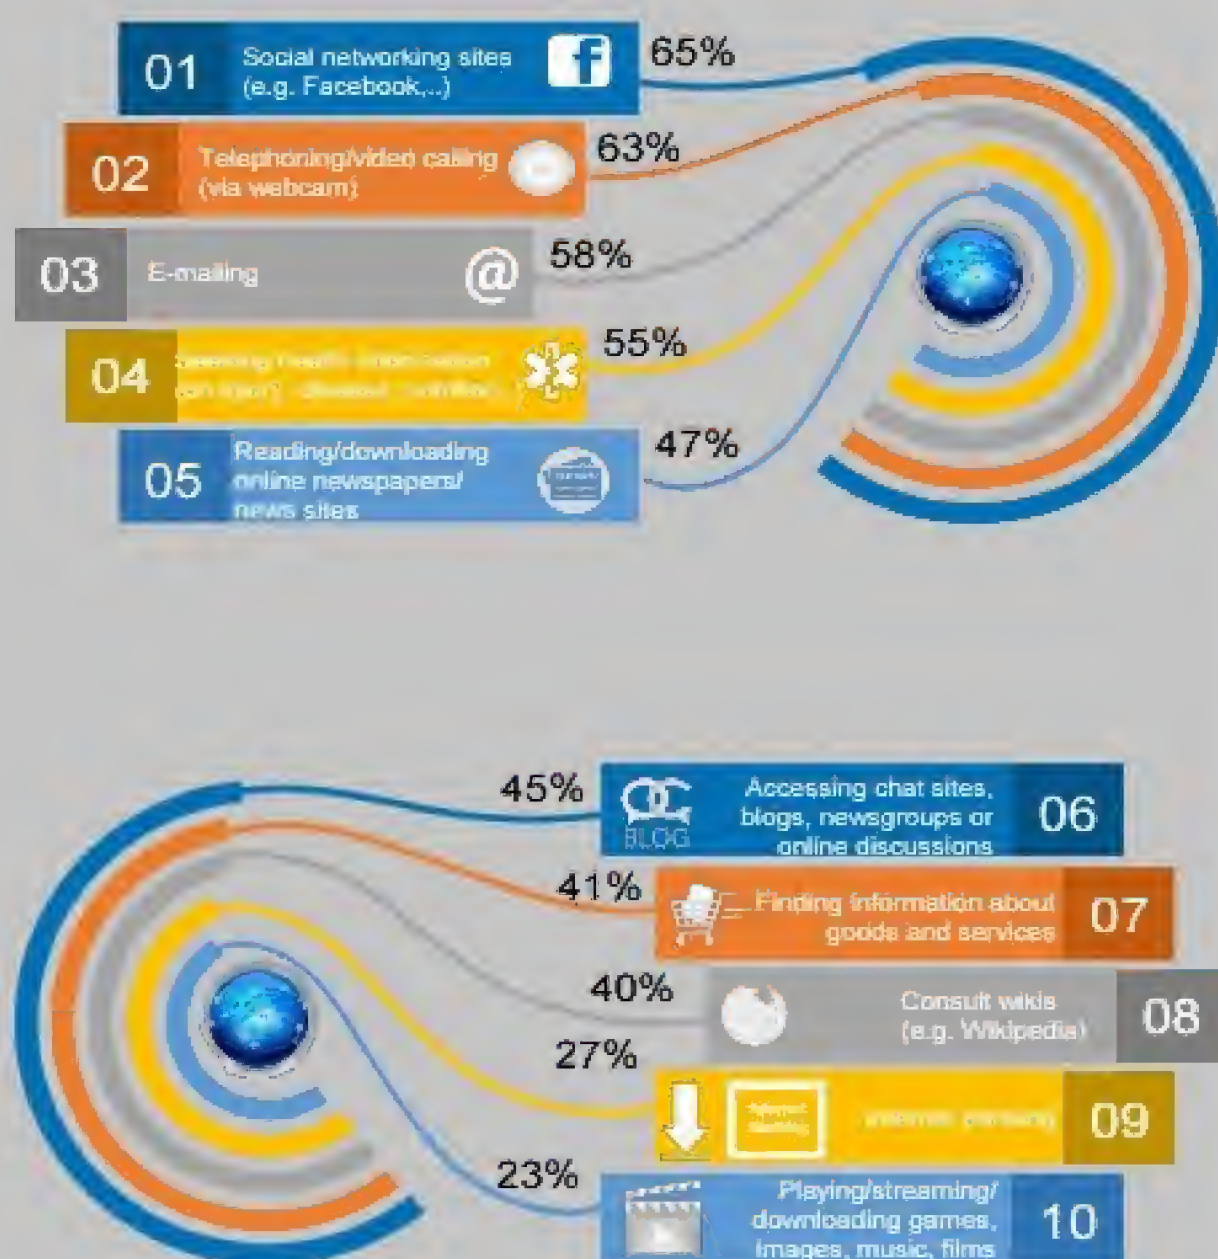 01
Social networking sites
(e.g. Facebook,..)
f
65%
02
Telephoning/video calling
(via webcam)
63%
03
E-mailing
@
58%
04
55%
05
Reading/downloading
online newspapers/
news sites
47%
45%
BLOG
Accessing chat sites,
blogs, newsgroups or
online discussions
06
41%
Finding information about
goods and services
07
40%
Consult wikis
(e.g. Wikipedia)
08
27%
09
23%
Playing/streaming/
downloading games,
images, music, films
10